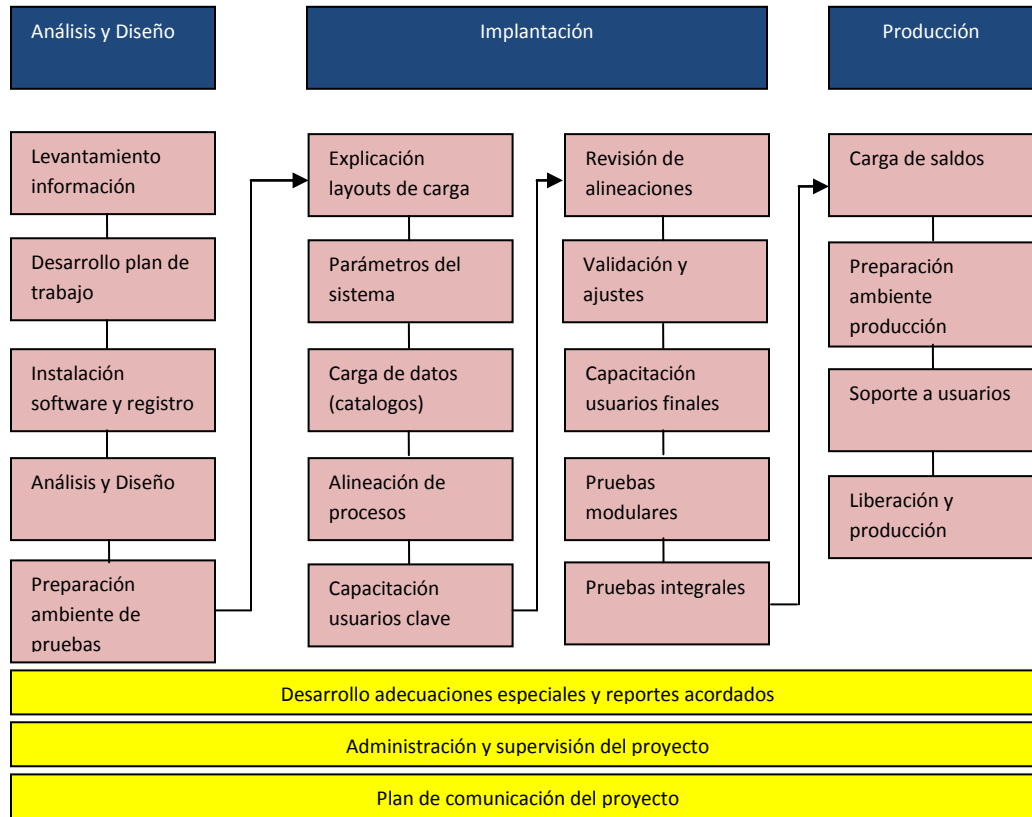 Análisis y Diseño
Implantación
Producción
Levantamiento
información
Desarrollo plan de
trabajo
Instalación
software y registro
Análisis y Diseño
Preparación
ambiente de
pruebas
Explicación
layouts de carga
Parámetros del
sistema
Carga de datos
(catalogos)
Alineación de
procesos
Capacitación
usuarios clave
Revisión de
alineaciones
Validación y
ajustes
Capacitación
usuarios finales
Pruebas
modulares
Pruebas integrales
Carga de saldos
Preparación
ambiente
producción
Soporte a usuarios
Liberación y
producción
Desarrollo adecuaciones especiales y reportes acordados
Administración y supervisión del proyecto
Plan de comunicación del proyecto